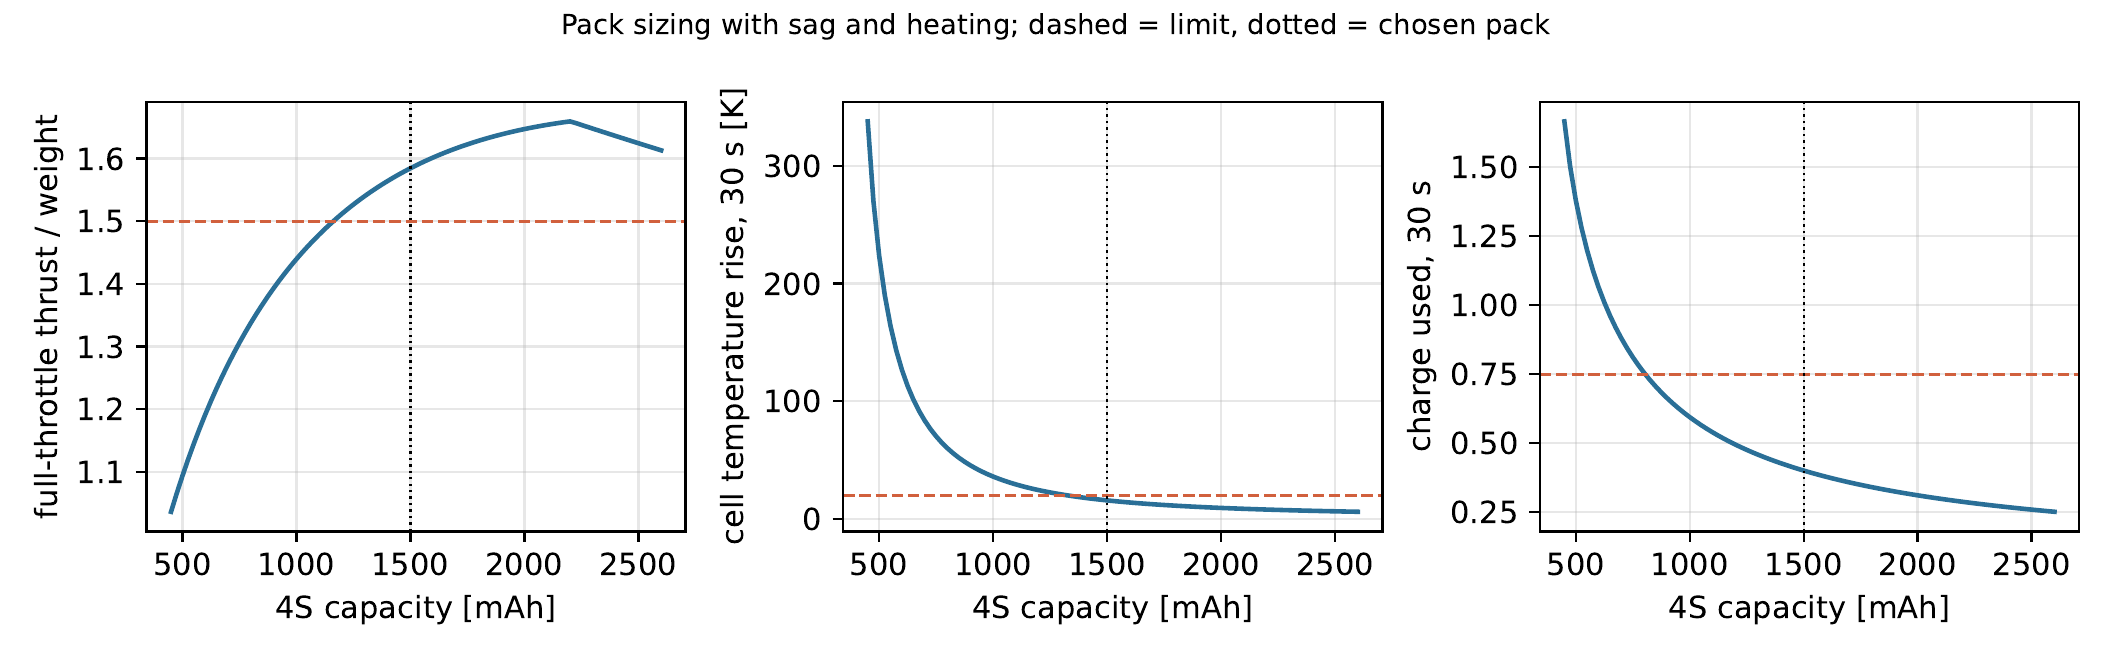 Pack sizing with sag and heating; dashed = limit, dotted = chosen pack
full-throttle thrust / weight
1.6
1.5
1.4
1.3
1.2
1.1
500 1000 1500 2000 2500
4S capacity [mAh]
cell temperature rise, 30 s [K]
300
200
100
0
500 1000 1500 2000 2500
4S capacity [mAh]
charge used, 30 s
1.50
1.25
1.00
0.75
0.50
0.25
500 1000 1500 2000 2500
4S capacity [mAh]